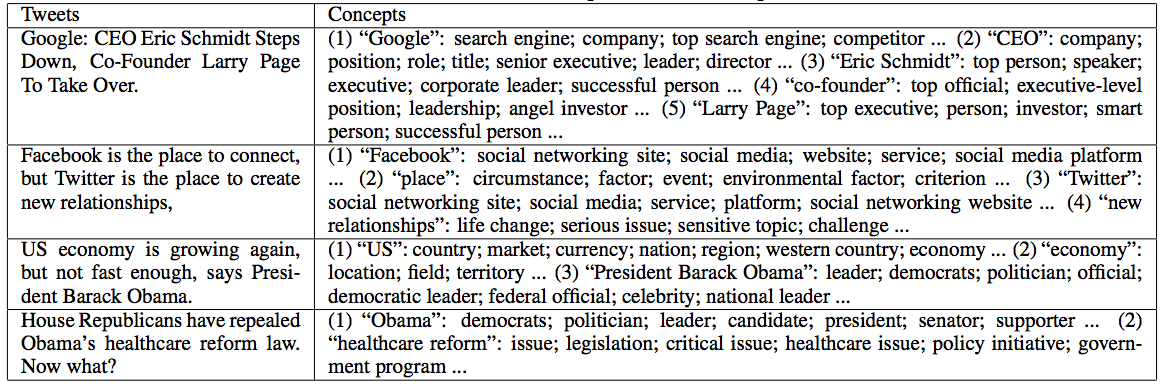 Tweets
Concepts
Google: CEO Eric Schmidt Steps
Down, Co-Founder Larry Page
To Take Over.
(1) “Google”: search engine; company; top search engine; competitor ... (2) “CEO”: company;
position; role; title; senior executive; leader; director ... (3) “Eric Schmidt”: top person; speaker;
executive; corporate leader; successful person ... (4) “co-founder”: top official; executive-level
position; leadership; angel investor ... (5) “Larry Page”: top executive; person; investor; smart
person; successful person ...
Facebook is the place to connect,
but Twitter is the place to create
new relationships,
(1) “Facebook”: social networking site; social media; website; service; social media platform
... (2) “place”: circumstance; factor; event; environmental factor; criterion ... (3) “Twitter”:
social networking site; social media; service; platform; social networking website ... (4) “new
relationships”: life change; serious issue; sensitive topic; challenge ...
US economy is growing again,
but not fast enough, says Presi-
dent Barack Obama.
(1) “US”: country; market; currency; nation; region; western country; economy ... (2) “economy”:
location; field; territory ... (3) “President Barack Obama”: leader; democrats; politician; official;
democratic leader; federal official; celebrity; national leader ...
House Republicans have repealed
Obama’s healthcare reform law.
Now what?
(1) “Obama”: democrats; politician; leader; candidate; president; senator; supporter ... (2)
“healthcare reform”: issue; legislation; critical issue; healthcare issue; policy initiative; govern-
ment program ...